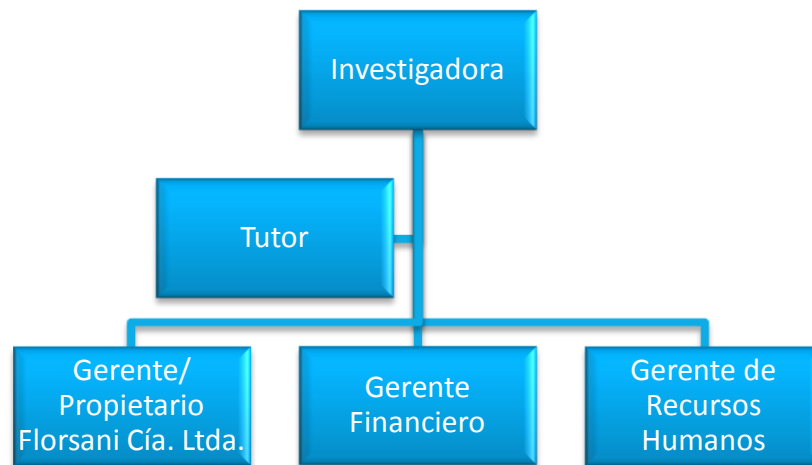 Investigadora
Tutor
Gerente/
Propietario
Florsani Cía. Ltda.
Gerente
Financiero
Gerente de
Recursos
Humanos